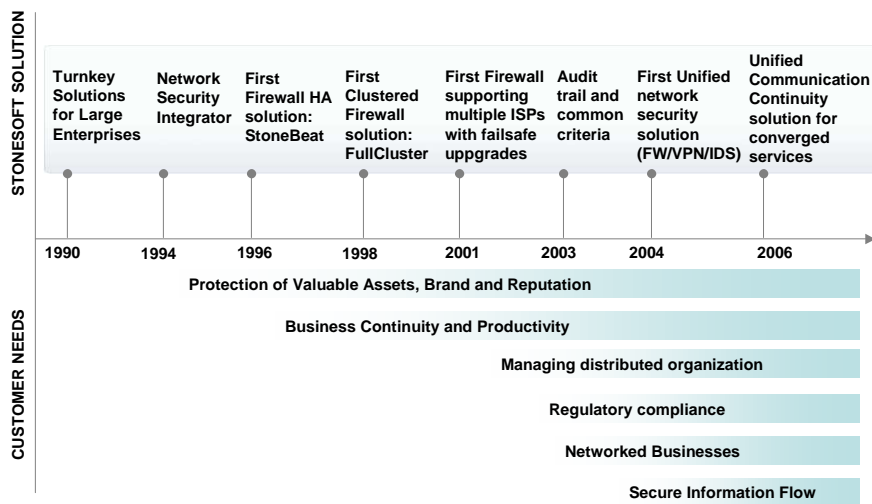 STONESOFT SOLUTION
Turnkey
Solutions
for Large
Enterprises
Network
Security
Integrator
First
Firewall HA
solution:
StoneBeat
First
Clustered
Firewall
solution:
FullCluster
First Firewall
supporting
multiple ISPs
with failsafe
uppgrades
Audit
trail and
common
criteria
First Unified
network
security
solution
(FW/VPN/IDS)
Unified
Communication
Continuity
solution for
converged
services
1990
1994
1996
1998
2001
2003
2004
2006
CUSTOMER NEEDS
Protection of Valuable Assets, Brand and Reputation
Business Continuity and Productivity
Managing distributed organization
Regulatory compliance
Networked Businesses
Secure Information Flow